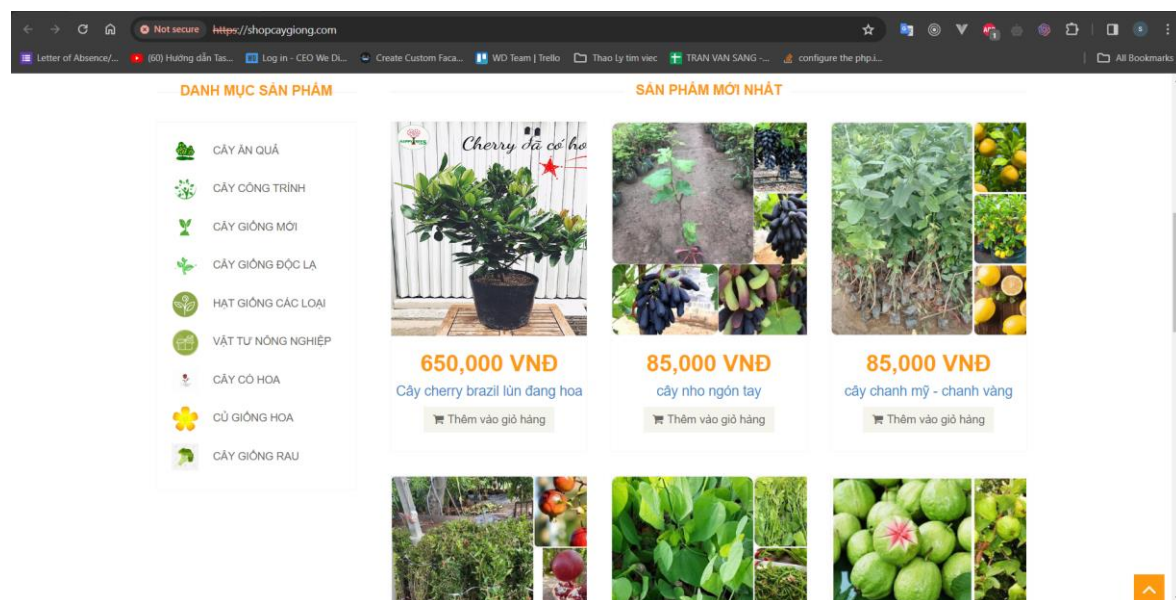 Not secure https://shopcaygiong.com
Letter of Absence/...
(60) Hướng dẫn Tas...
Log in - CEO We Di...
Create Custom Faca...
WD Team | Trello
Thao Ly tim viec
TRAN VAN SANG -...
configure the php.i...
All Bookmarks
DANH MỤC SẢN PHẨM
CÂY ĂN QUẢ
CÂY CÔNG TRÌNH
CÂY GIỐNG MỚI
CÂY GIỐNG ĐỘC LẠ
HẠT GIỐNG CÁC LOẠI
VẬT TƯ NÔNG NGHIỆP
CÂY CÓ HOA
CỦ GIỐNG HOA
CÂY GIỐNG RAU
SẢN PHẨM MỚI NHẤT
Cherry đã có ho
650,000 VNĐ
Cây cherry brazil lùn đang hoa
Thêm vào giỏ hàng
85,000 VNĐ
cây nho ngón tay
Thêm vào giỏ hàng
85,000 VNĐ
cây chanh mỹ - chanh vàng
Thêm vào giỏ hàng